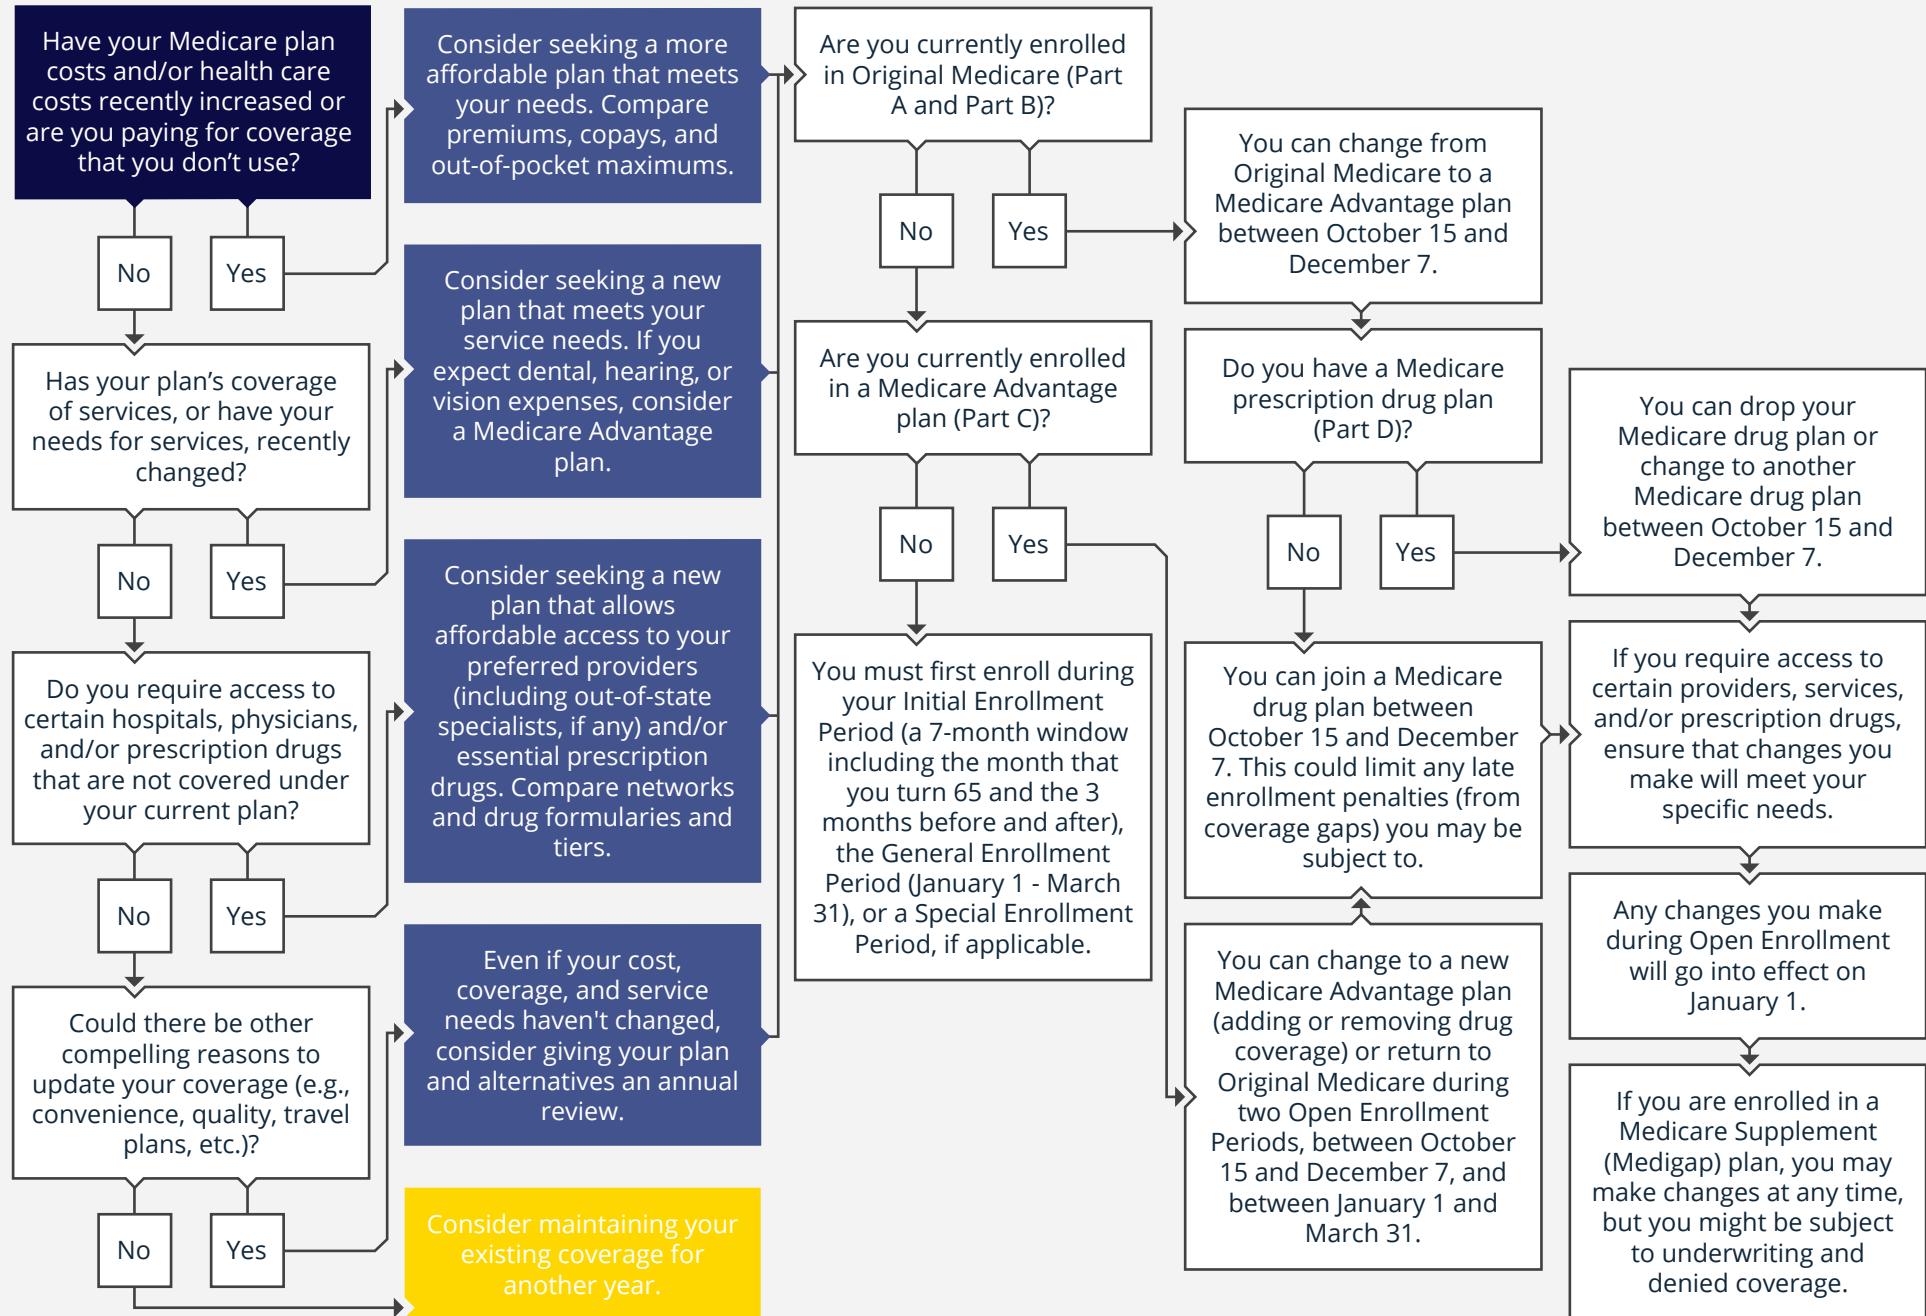 Have your Medicare plan
costs and/or health care
costs recently increased or
are you paying for coverage
that you don’t use?
No
Yes
Has your plan’s coverage
of services, or have your
needs for services, recently
changed?
No
Yes
Do you require access to
certain hospitals, physicians,
and/or prescription drugs
that are not covered under
your current plan?
No
Yes
Could there be other
compelling reasons to
update your coverage (e.g.,
convenience, quality, travel
plans, etc.)?
No
Yes
Consider seeking a more
affordable plan that meets
your needs. Compare
premiums, copays, and
out-of-pocket maximums.
Consider seeking a new
plan that meets your
service needs. If you
expect dental, hearing, or
vision expenses, consider
a Medicare Advantage
plan.
Consider seeking a new
plan that allows
affordable access to your
preferred providers
(including out-of-state
specialists, if any) and/or
essential prescription
drugs. Compare networks
and drug formularies and
tiers.
Even if your cost,
coverage, and service
needs haven't changed,
consider giving your plan
and alternatives an annual
review.
Consider maintaining your
existing coverage for
another year.
Are you currently enrolled
in Original Medicare (Part
A and Part B)?
No
Yes
Are you currently enrolled
in a Medicare Advantage
plan (Part C)?
No
Yes
You must first enroll during
your Initial Enrollment
Period (a 7-month window
including the month that
you turn 65 and the 3
months before and after),
the General Enrollment
Period (January 1 - March
31), or a Special Enrollment
Period, if applicable.
You can change from
Original Medicare to a
Medicare Advantage plan
between October 15 and
December 7.
Do you have a Medicare
prescription drug plan
(Part D)?
No
Yes
You can join a Medicare
drug plan between
October 15 and December
7. This could limit any late
enrollment penalties (from
coverage gaps) you may be
subject to.
You can change to a new
Medicare Advantage plan
(adding or removing drug
coverage) or return to
Original Medicare during
two Open Enrollment
Periods, between October
15 and December 7, and
between January 1 and
March 31.
You can drop your
Medicare drug plan or
change to another
Medicare drug plan
between October 15 and
December 7.
If you require access to
certain providers, services,
and/or prescription drugs,
ensure that changes you
make will meet your
specific needs.
Any changes you make
during Open Enrollment
will go into effect on
January 1.
If you are enrolled in a
Medicare Supplement
(Medigap) plan, you may
make changes at any time,
but you might be subject
to underwriting and
denied coverage.